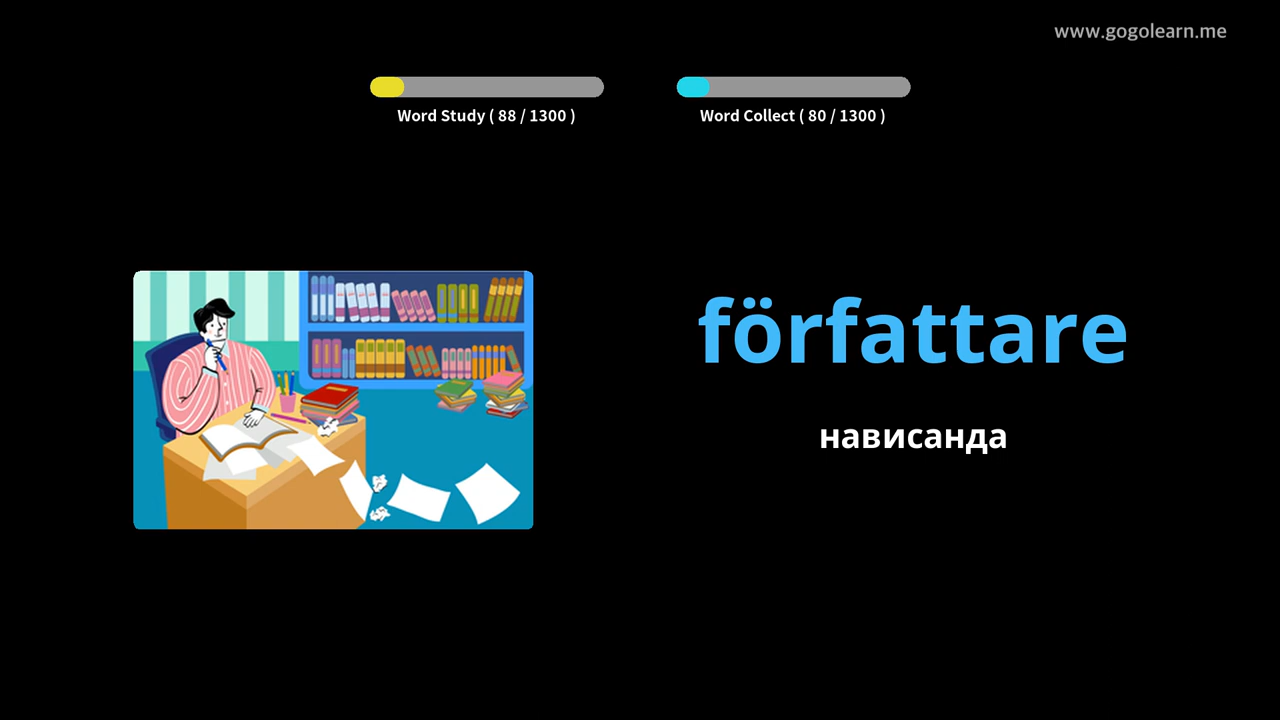 www.gogolearn.me
Word Study ( 88 / 1300 )
Word Collect ( 80 / 1300 )
författare
нависанда